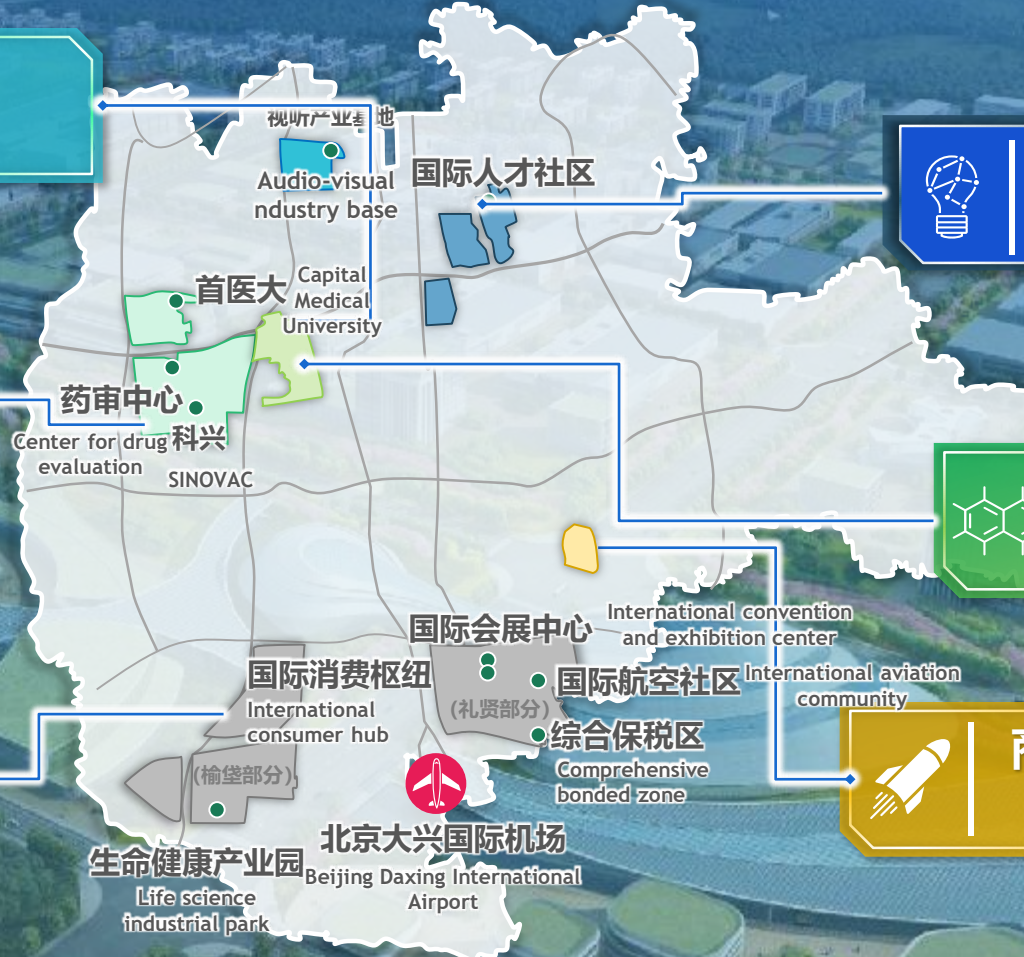 视听产业基地
Audio-visual
ndustry base
国际人才社区
首医大
Capital
Medical
University
药审中心
Center for drug
evaluation
科兴
SINOVAC
国际会展中心
International convention
and exhibition center
国际消费枢纽
International
consumer hub
国际航空社区
International aviation
community
(礼贤部分)
综合保税区
Comprehensive
bonded zone
(榆垡部分)
北京大兴国际机场
Beijing Daxing International
Airport
生命健康产业园
Life science
industrial park